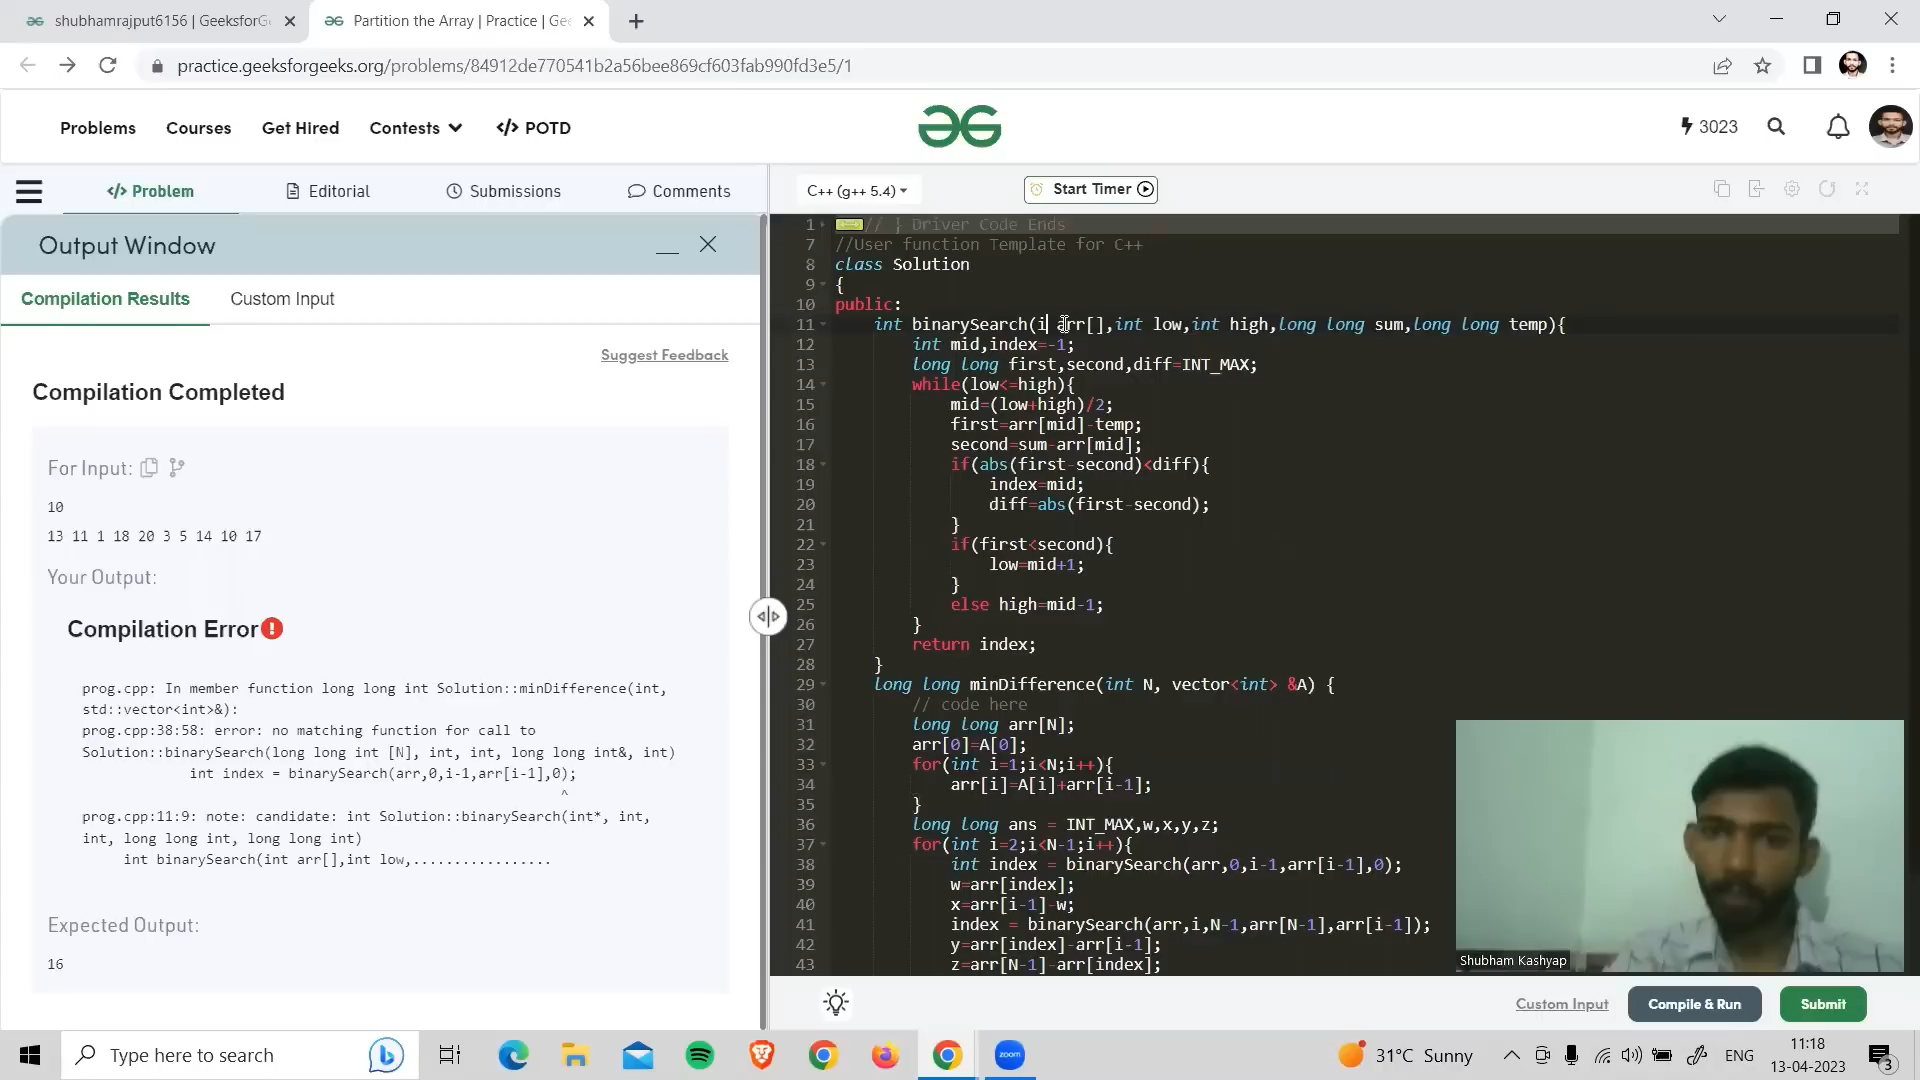 shubhamrajput6156 | GeeksforG
Partition the Array | Practice | Ge
practice.geeksforgeeks.org/problems/84912de770541b2a56bee869cf603fab990fd3e5/1
Problems
Courses
Get Hired
Contests
</> POTD
3023
</> Problem
Editorial
Submissions
Comments
C++ (g++ 5.4)
Start Timer
Output Window
Compilation Results
Custom Input
Suggest Feedback
Compilation Completed
For Input:
10
13 11 1 18 20 3 5 14 10 17
Your Output:
Compilation Error
prog.cpp: In member function long long int Solution::minDifference(int,
std::vector<int>&):
prog.cpp:38:58: error: no matching function for call to
Solution::binarySearch(long long int [N], int, int, long long int&, int)
int index = binarySearch(arr,0,i-1,arr[i-1],0);
^
prog.cpp:11:9: note: candidate: int Solution::binarySearch(int*, int,
int, long long int, long long int)
int binarySearch(int arr[],int low,.................
Expected Output:
16
1 // } Driver Code Ends
7 //User function Template for C++
8 class Solution
9 {
10 public:
11 int binarySearch(i arr[],int low,int high,long long sum,long long temp){
12 int mid,index=-1;
13 long long first,second,diff=INT_MAX;
14 while(low<=high){
15 mid=(low+high)/2;
16 first=arr[mid]-temp;
17 second=sum-arr[mid];
18 if(abs(first-second)<diff){
19 index=mid;
20 diff=abs(first-second);
21 }
22 if(first<second){
23 low=mid+1;
24 }
25 else high=mid-1;
26 }
27 return index;
28 }
29 long long minDifference(int N, vector<int> &A) {
30 // code here
31 long long arr[N];
32 arr[0]=A[0];
33 for(int i=1;i<N;i++){
34 arr[i]=A[i]+arr[i-1];
35 }
36 long long ans = INT_MAX,w,x,y,z;
37 for(int i=2;i<N-1;i++){
38 int index = binarySearch(arr,0,i-1,arr[i-1],0);
39 w=arr[index];
40 x=arr[i-1]-w;
41 index = binarySearch(arr,i,N-1,arr[N-1],arr[i-1]);
42 y=arr[index]-arr[i-1];
43 z=arr[N-1]-arr[index];
Shubham Kashyap
Custom Input
Compile & Run
Submit
Type here to search
zoom
31°C Sunny
ENG
11:18
13-04-2023
3